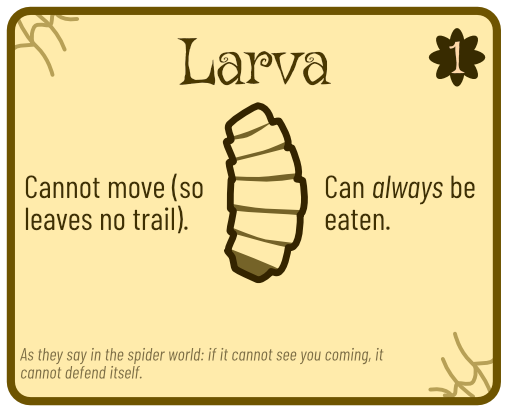 Larva
1
Cannot move (so
leaves no trail).
Can always be
eaten.
As they say in the spider world: if it cannot see you coming, it
cannot defend itself.